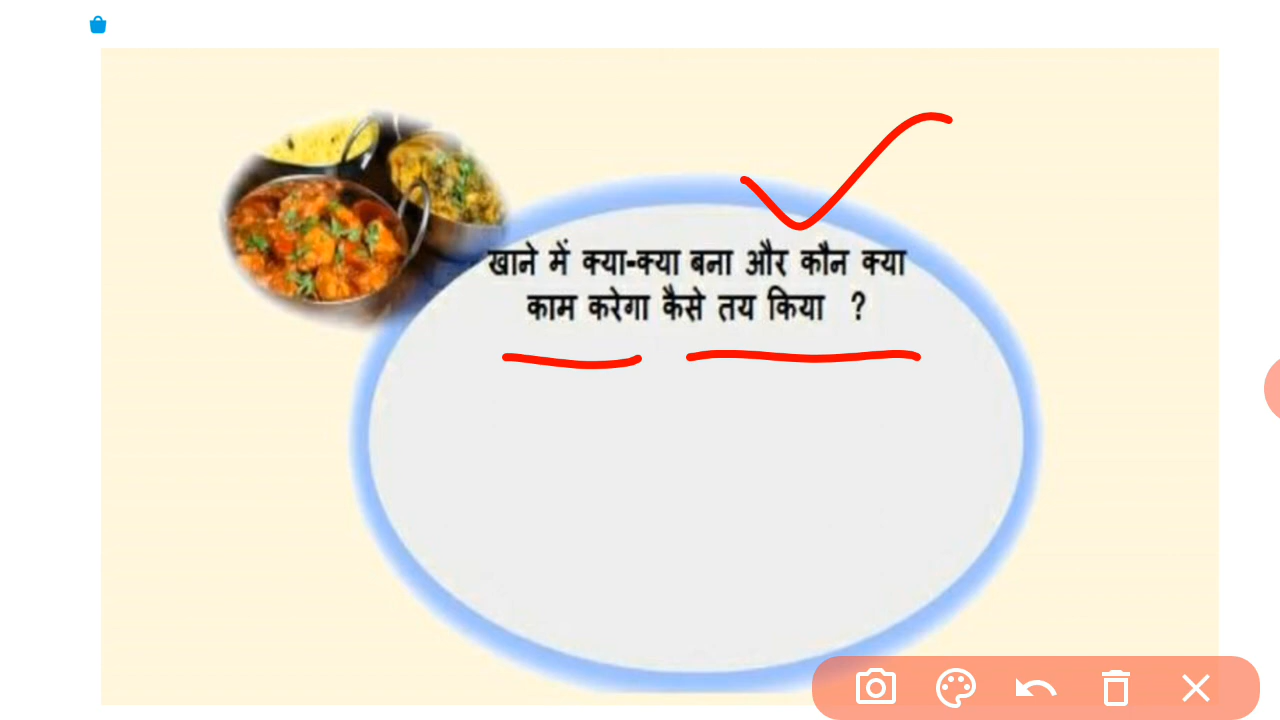 खाने में क्या-क्या बना और कौन क्या
काम करेगा कैसे तय किया ?